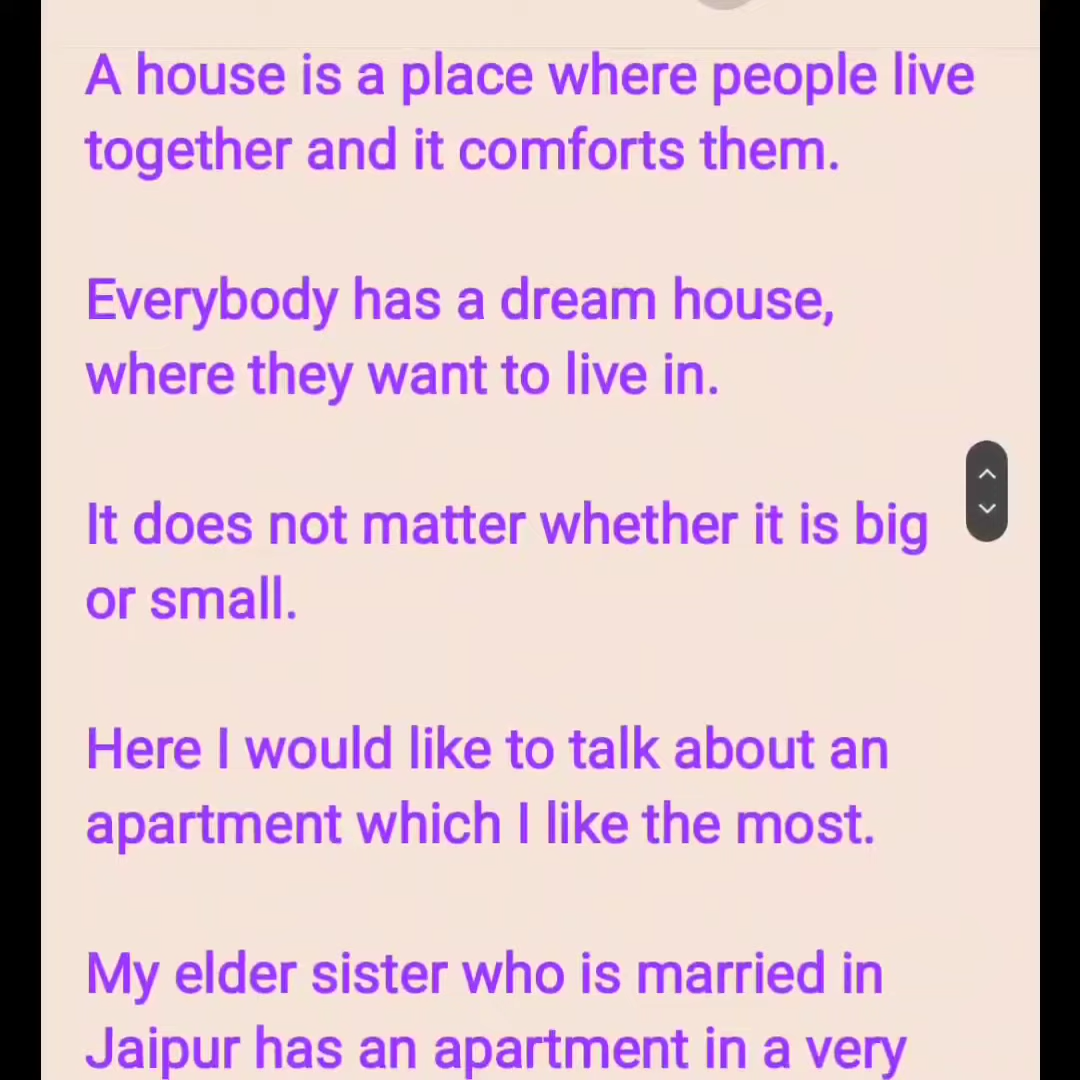 A house is a place where people live
together and it comforts them.
Everybody has a dream house,
where they want to live in.
It does not matter whether it is big
or small.
Here I would like to talk about an
apartment which I like the most.
My elder sister who is married in
Jaipur has an apartment in a very